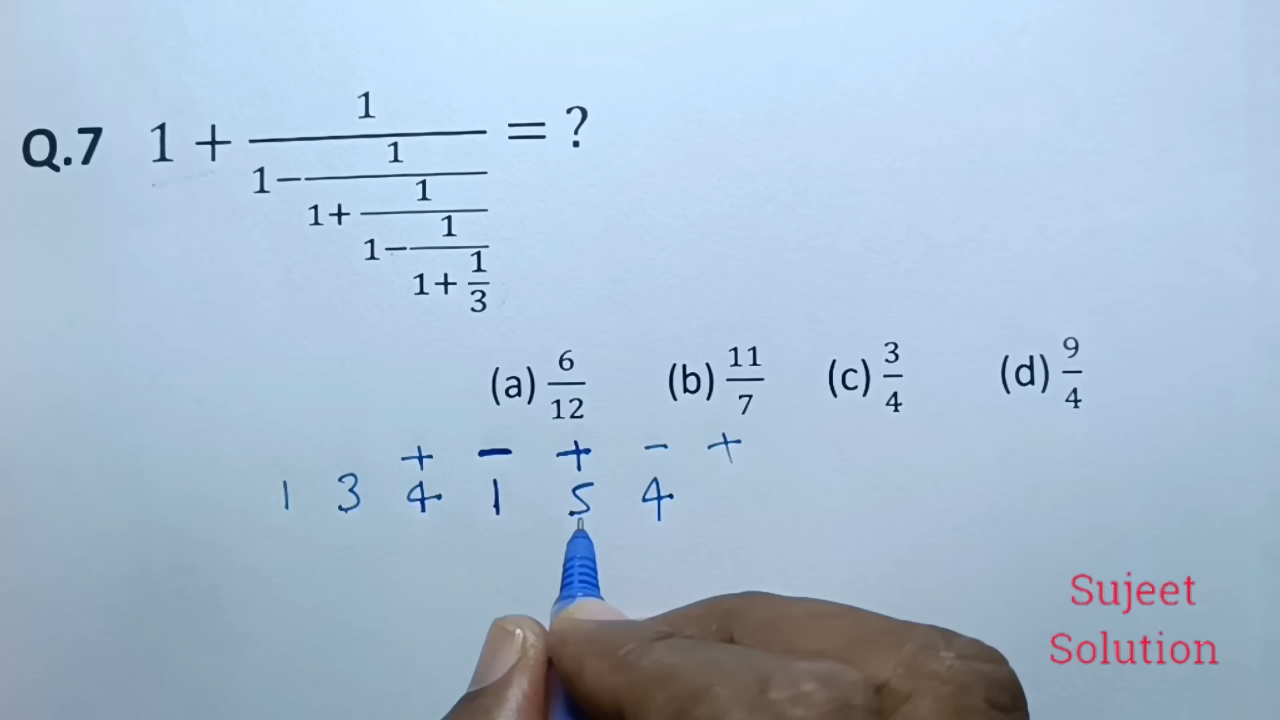 Q.7 1 + 1
1− 1
= ?
1+ 1
1− 1
1+ 1
3
(a) 6/12 (b) 11/7 (c) 3/4 (d) 9/4
+ − + − +
1 3 4 1 5 4
Sujeet
Solution